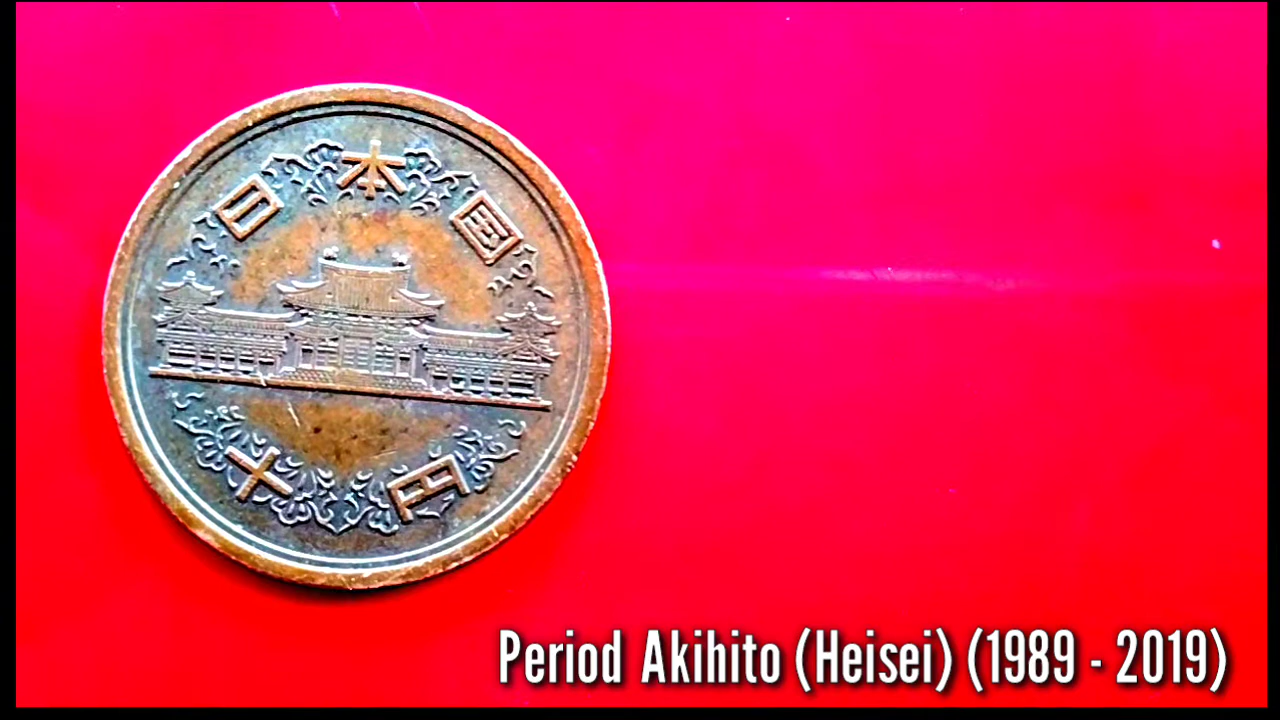 日本国
十円
Period Akihito (Heisei) (1989 - 2019)